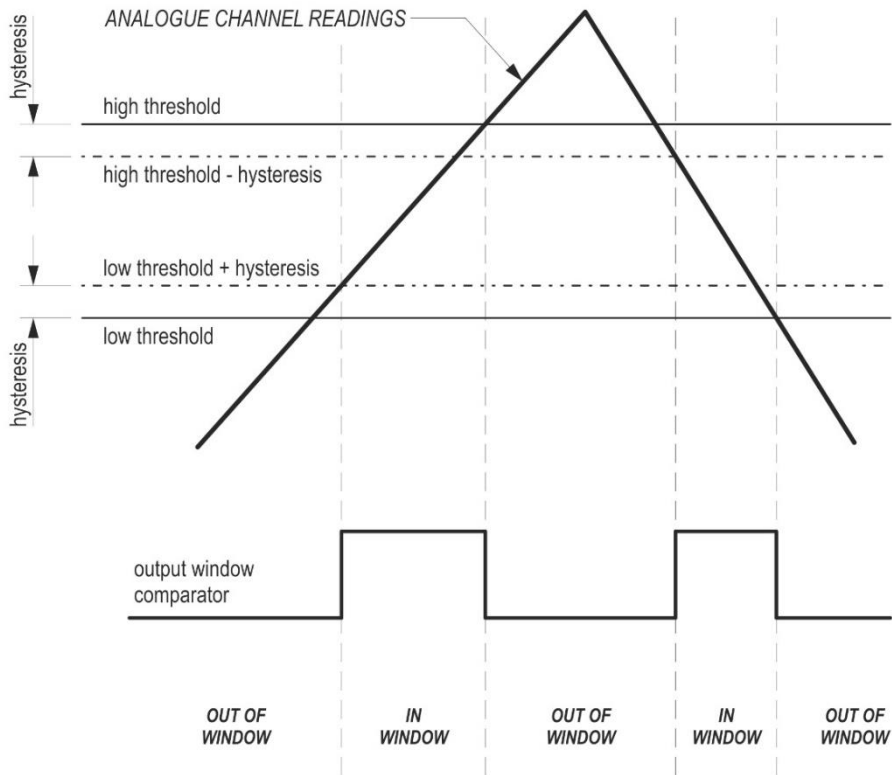 hysteresis
ANALOGUE CHANNEL READINGS
high threshold
high threshold - hysteresis
low threshold + hysteresis
low threshold
hysteresis
output window
comparator
OUT OF
WINDOW
IN
WINDOW
OUT OF
WINDOW
IN
WINDOW
OUT OF
WINDOW